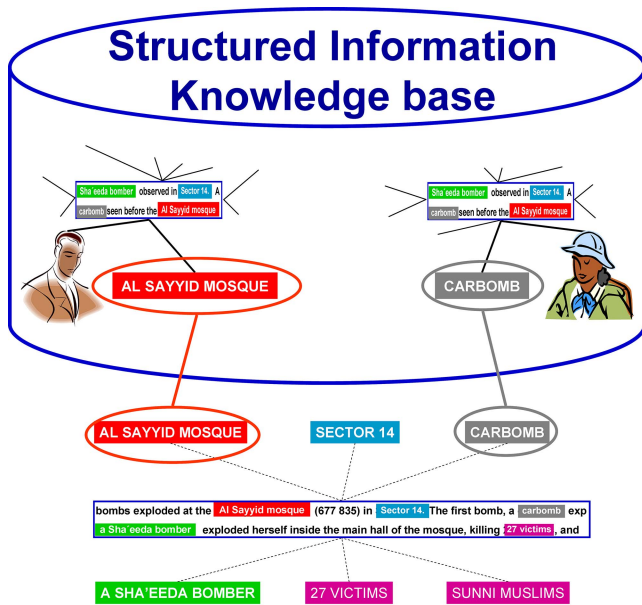 Structured Information
Knowledge base
Sha´eeda bomber observed in Sector 14. A
carbomb seen before the Al Sayyid mosque
Sha´eeda bomber observed in Sector 14. A
carbomb seen before the Al Sayyid mosque
AL SAYYID MOSQUE
CARBOMB
AL SAYYID MOSQUE
SECTOR 14
CARBOMB
bombs exploded at the Al Sayyid mosque (677 835) in Sector 14. The first bomb, a carbomb exp
a Sha´eeda bomber exploded herself inside the main hall of the mosque, killing 27 victims, and
A SHA'EEDA BOMBER
27 VICTIMS
SUNNI MUSLIMS